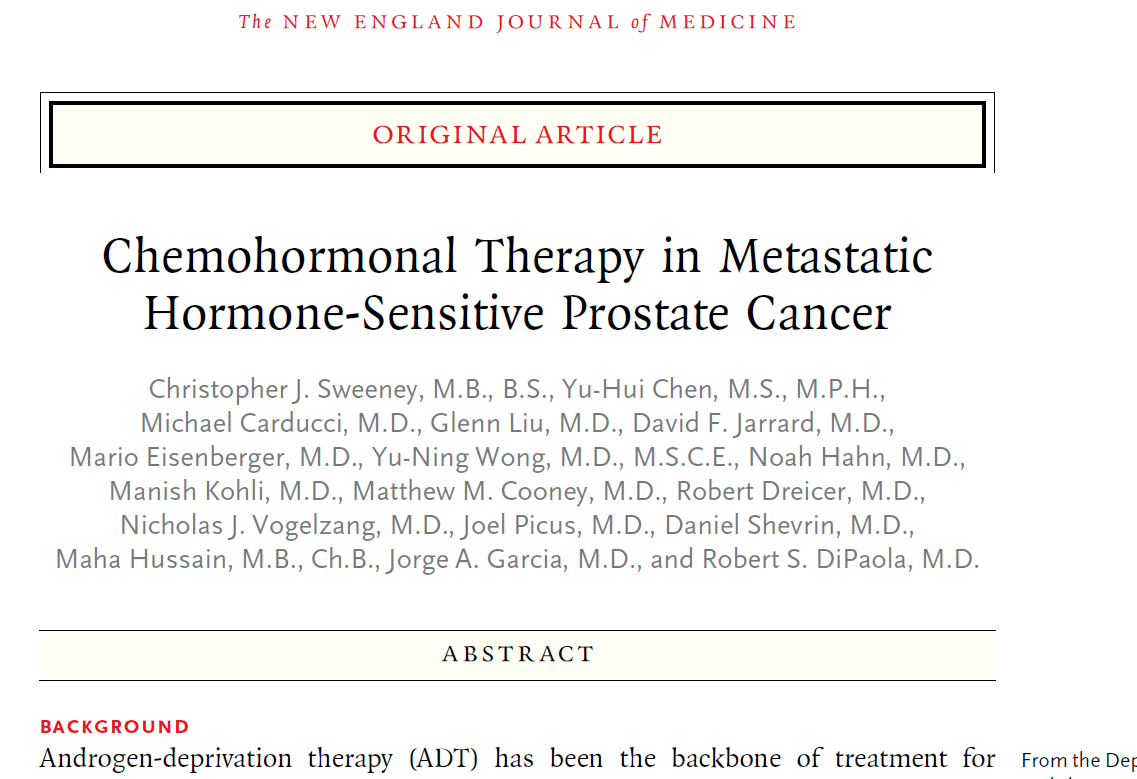 The NEW ENGLAND JOURNAL of MEDICINE
ORIGINAL ARTICLE
Chemohormonal Therapy in Metastatic
Hormone-Sensitive Prostate Cancer
Christopher J. Sweeney, M.B., B.S., Yu-Hui Chen, M.S., M.P.H.,
Michael Carducci, M.D., Glenn Liu, M.D., David F. Jarrard, M.D.,
Mario Eisenberger, M.D., Yu-Ning Wong, M.D., M.S.C.E., Noah Hahn, M.D.,
Manish Kohli, M.D., Matthew M. Cooney, M.D., Robert Dreicer, M.D.,
Nicholas J. Vogelzang, M.D., Joel Picus, M.D., Daniel Shevrin, M.D.,
Maha Hussain, M.B., Ch.B., Jorge A. Garcia, M.D., and Robert S. DiPaola, M.D.
ABSTRACT
BACKGROUND
Androgen-deprivation therapy (ADT) has been the backbone of treatment for
From the Dep